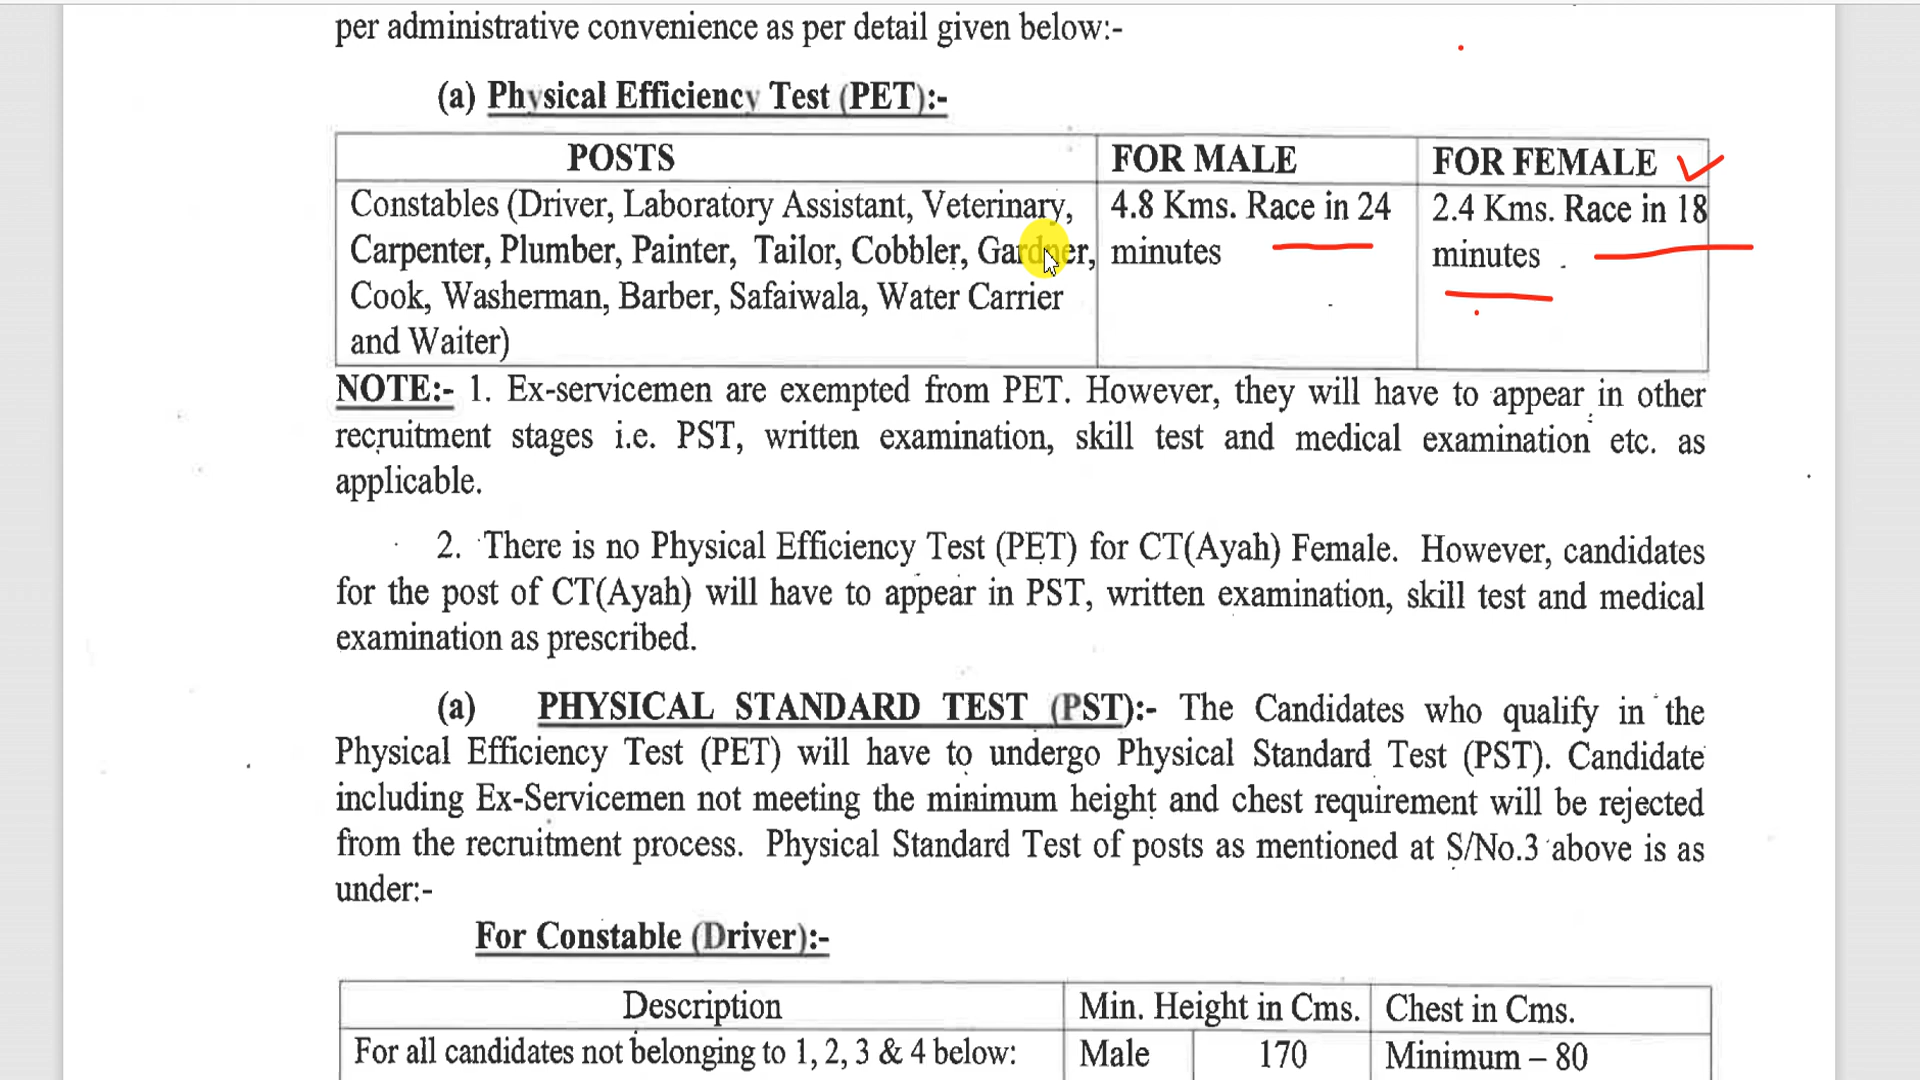 per administrative convenience as per detail given below:-
(a) Physical Efficiency Test (PET):-
POSTS FOR MALE FOR FEMALE
Constables (Driver, Laboratory Assistant, Veterinary, 4.8 Kms. Race in 24 2.4 Kms. Race in 18
Carpenter, Plumber, Painter, Tailor, Cobbler, Gardner, minutes minutes
Cook, Washerman, Barber, Safaiwala, Water Carrier
and Waiter)
NOTE:- 1. Ex-servicemen are exempted from PET. However, they will have to appear in other
recruitment stages i.e. PST, written examination, skill test and medical examination etc. as
applicable.
2. There is no Physical Efficiency Test (PET) for CT(Ayah) Female. However, candidates
for the post of CT(Ayah) will have to appear in PST, written examination, skill test and medical
examination as prescribed.
(a) PHYSICAL STANDARD TEST (PST):- The Candidates who qualify in the
Physical Efficiency Test (PET) will have to undergo Physical Standard Test (PST). Candidate
including Ex-Servicemen not meeting the minimum height and chest requirement will be rejected
from the recruitment process. Physical Standard Test of posts as mentioned at S/No.3 above is as
under:-
For Constable (Driver):-
Description Min. Height in Cms. Chest in Cms.
For all candidates not belonging to 1, 2, 3 & 4 below: Male 170 Minimum – 80